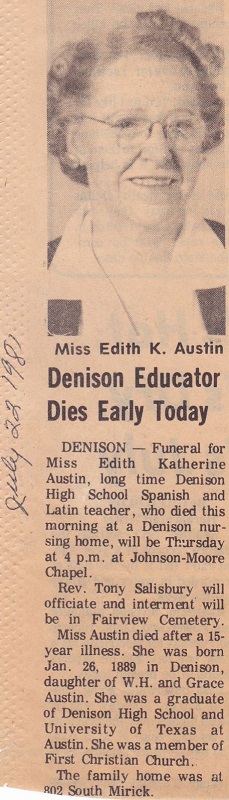 July 22 1981
Miss Edith K. Austin
Denison Educator
Dies Early Today
DENISON — Funeral for
Miss Edith Katherine
Austin, long time Denison
High School Spanish and
Latin teacher, who died this
morning at a Denison nur-
sing home, will be Thursday
at 4 p.m. at Johnson-Moore
Chapel.
Rev. Tony Salisbury will
officiate and interment will
be in Fairview Cemetery.
Miss Austin died after a 15-
year illness. She was born
Jan. 26, 1889 in Denison,
daughter of W.H. and Grace
Austin. She was a graduate
of Denison High School and
University of Texas at
Austin. She was a member of
First Christian Church.
The family home was at
802 South Mirick.